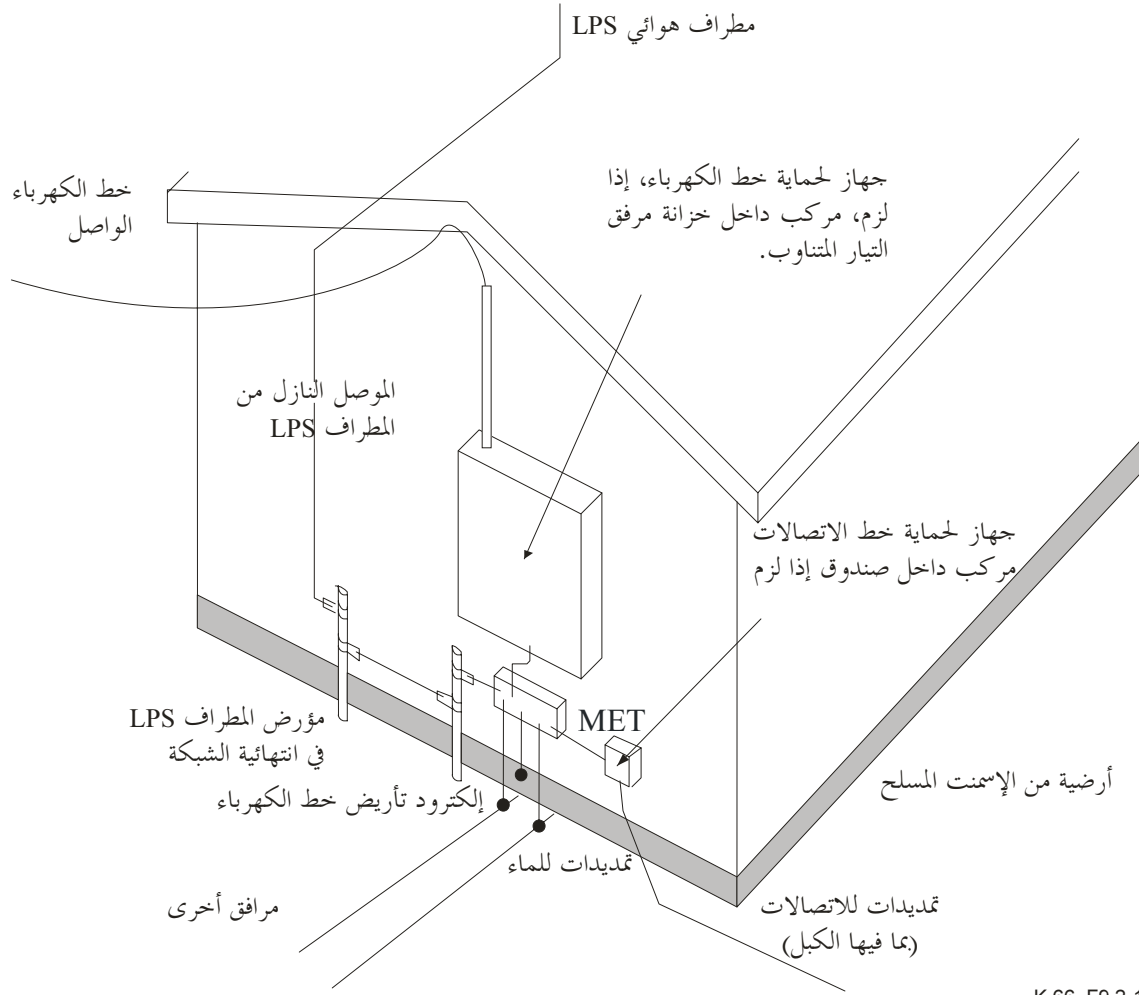 مطراف هوائي LPS
جهاز لحماية خط الكهرباء، إذا
لزم، مركب داخل خزانة مرفق
التيار المتناوب.
خط الكهرباء
الواصل
الموصل النازل من
المطراف LPS
جهاز لحماية خط الاتصالات
مركب داخل صندوق إذا لزم
MET
مؤرض المطراف LPS
في انتهائية الشبكة
أرضية من الإسمنت المسلح
إلكترود تأريض خط الكهرباء
تمديدات للماء
مرافق أخرى
تمديدات للاتصالات
(بما فيها الكبل)